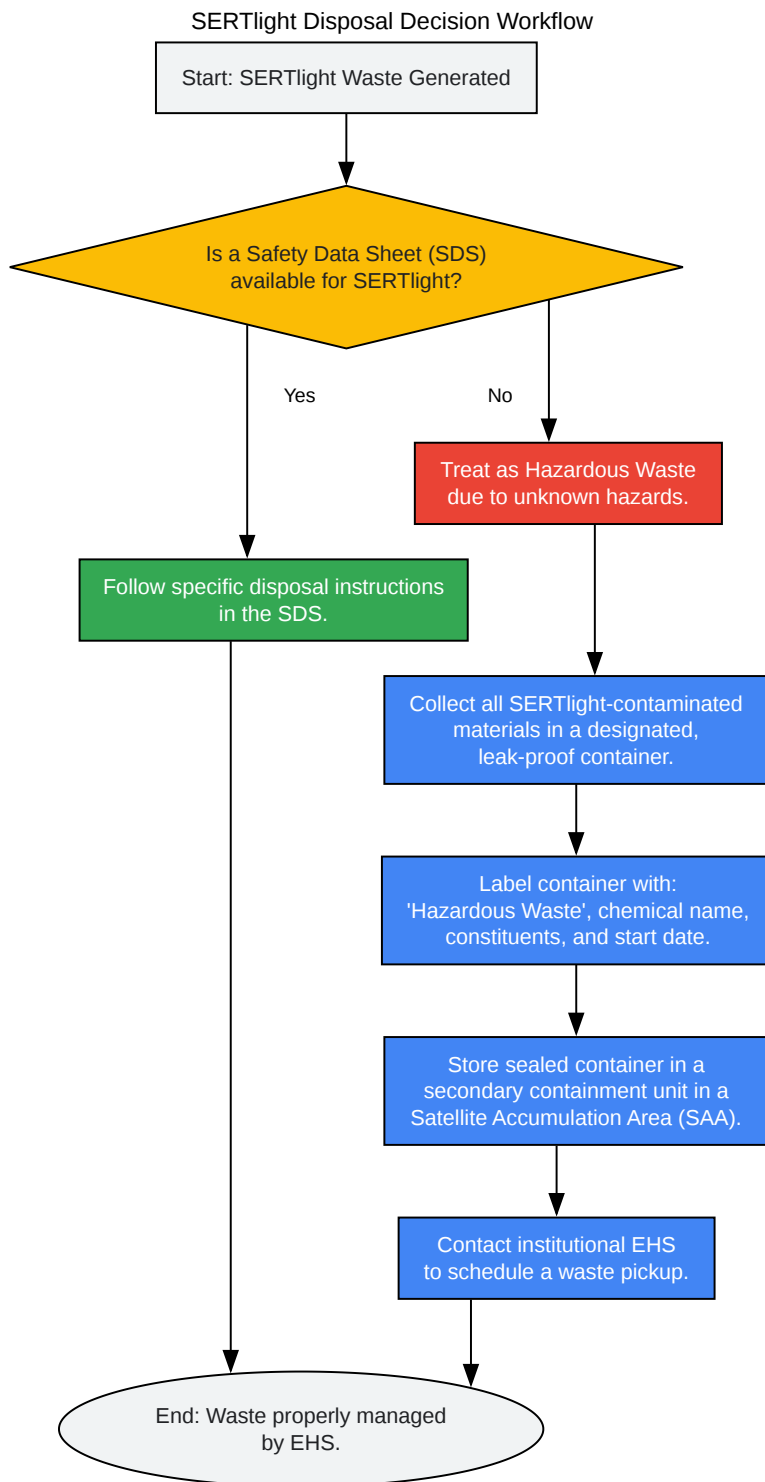 SERTlight Disposal Decision Workflow
Start: SERTlight Waste Generated
Is a Safety Data Sheet (SDS)
available for SERTlight?
Yes
No
Treat as Hazardous Waste
due to unknown hazards.
Follow specific disposal instructions
in the SDS.
Collect all SERTlight-contaminated
materials in a designated,
leak-proof container.
Label container with:
'Hazardous Waste', chemical name,
constituents, and start date.
Store sealed container in a
secondary containment unit in a
Satellite Accumulation Area (SAA).
Contact institutional EHS
to schedule a waste pickup.
End: Waste properly managed
by EHS.